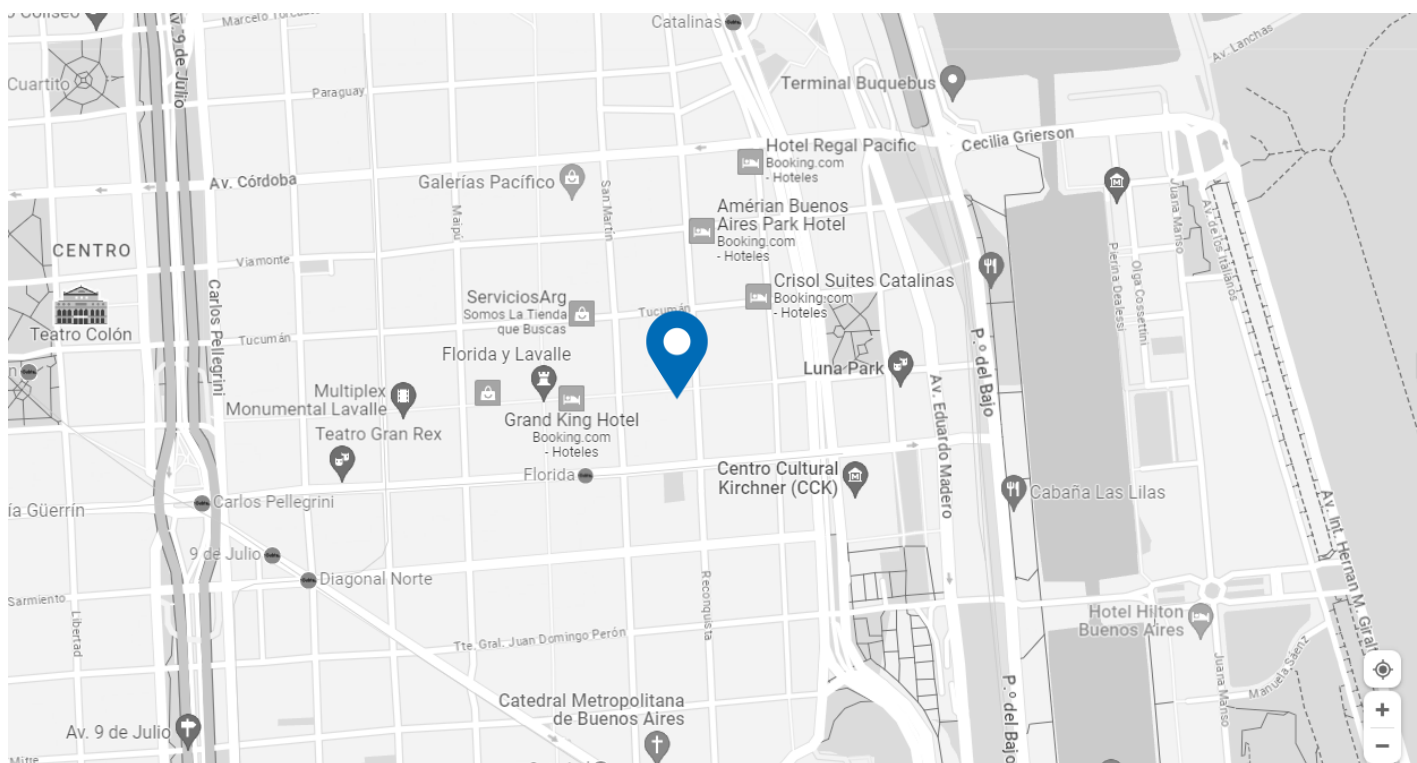 Coliseo
Marcelo Torcuato
Catalinas
Av. 9 de Julio
Av. Lanchas
Cuartito
Terminal Buquebus
Paraguay
Cecilia Grierson
Hotel Regal Pacific
Booking.com
- Hoteles
Av. Córdoba
Galerías Pacífico
San Martín
Maipú
Juana Manso
Av. de los Italianos
Amérian Buenos
Aires Park Hotel
Booking.com
- Hoteles
CENTRO
Viamonte
Pierina Dealessi
Olga Cossettini
Carlos Pellegrini
Crisol Suites Catalinas
Booking.com
- Hoteles
ServiciosArg
Somos La Tienda
que Buscas
Tucumán
Teatro Colón
Tucumán
P.º del Bajo
Florida y Lavalle
Luna Park
Multiplex
Monumental Lavalle
Av. Eduardo Madero
Grand King Hotel
Booking.com
- Hoteles
Teatro Gran Rex
Florida
Centro Cultural
Kirchner (CCK)
Cabaña Las Lilas
Carlos Pellegrini
ía Güerrín
Av. Int. Hernan M. Giralt
9 de Julio
Diagonal Norte
Reconquista
Sarmiento
Libertad
Hotel Hilton
Buenos Aires
Tte. Gral. Juan Domingo Perón
Juana Manso
Manuela Sáenz
P.º del Bajo
Catedral Metropolitana
de Buenos Aires
Av. 9 de Julio
Mitre
+
−